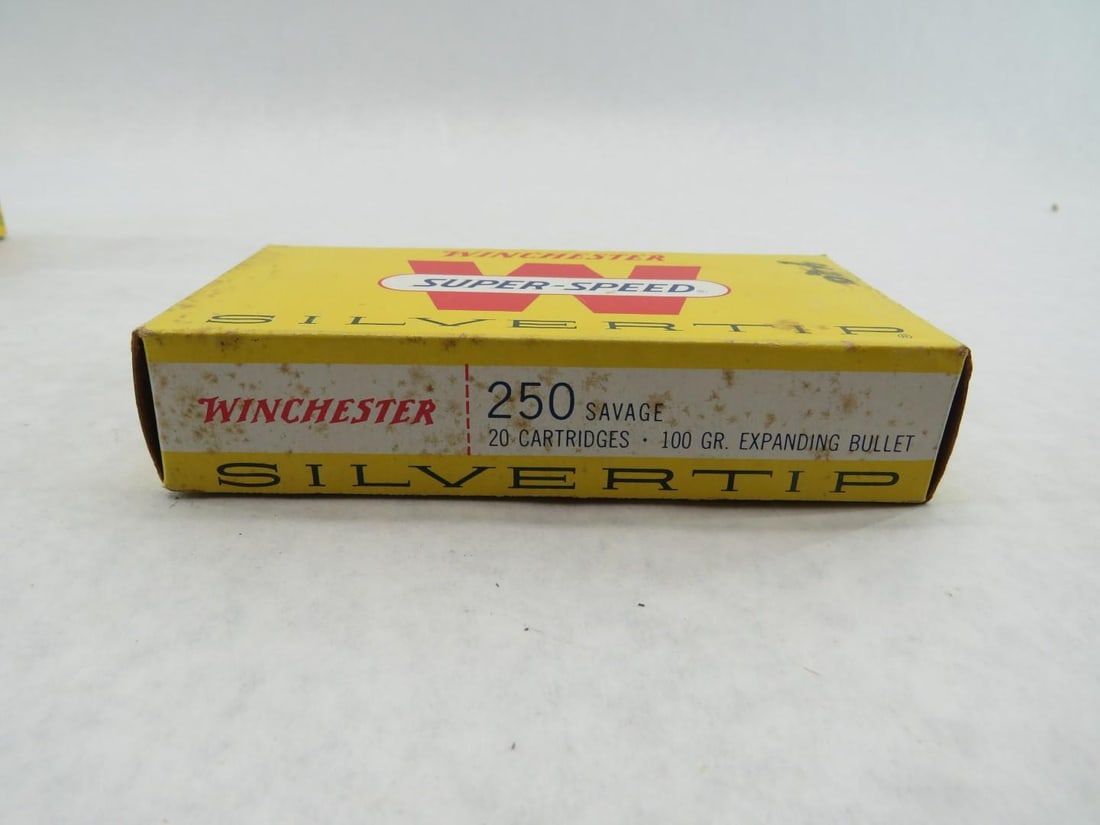 WINCHESTER
SUPER-SPEED
SILVERTIP®
WINCHESTER
250 SAVAGE
20 CARTRIDGES · 100 GR. EXPANDING BULLET
SILVERTIP